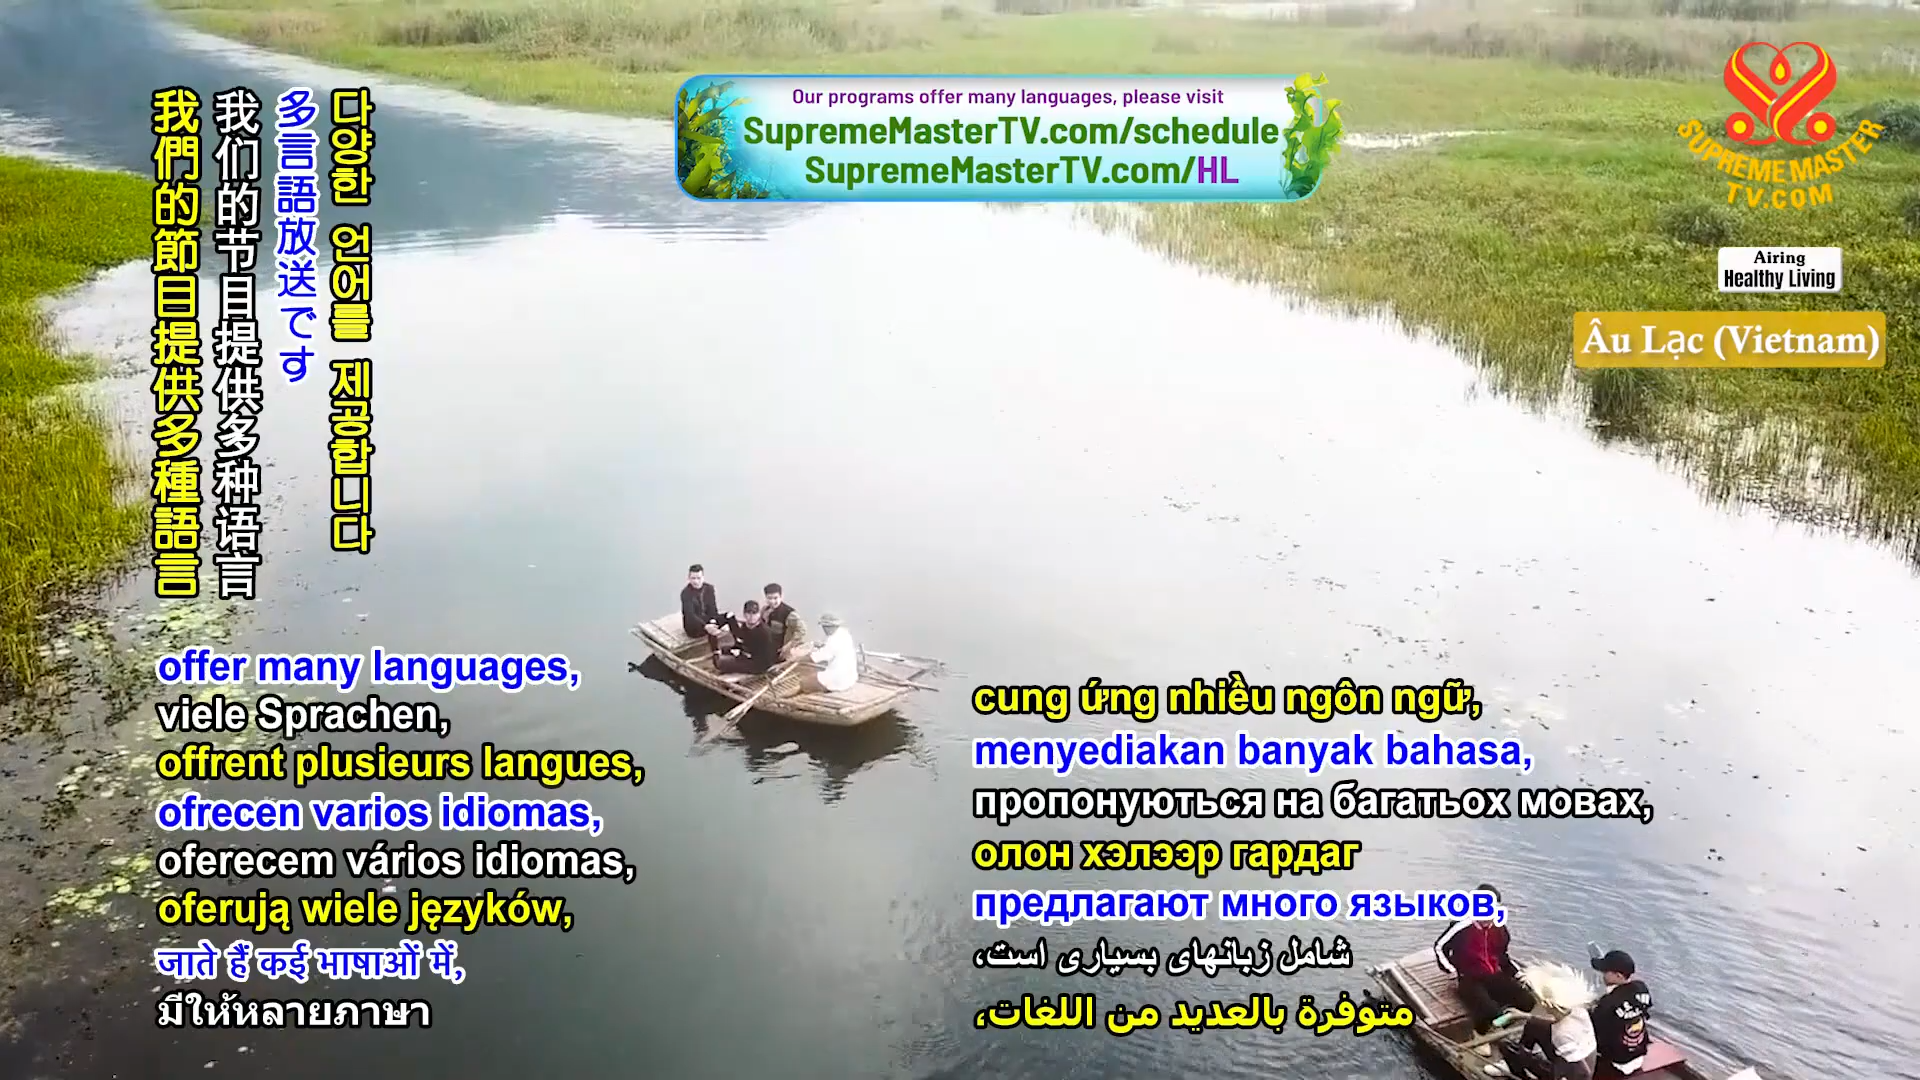 Our programs offer many languages, please visit
SupremeMasterTV.com/schedule
SupremeMasterTV.com/HL
SUPREME MASTER
TV.COM
Airing
Healthy Living
Âu Lạc (Vietnam)
다양한 언어를 제공합니다
多言語放送です
我们的节目提供多种语言
我們的節目提供多種語言
offer many languages,
viele Sprachen,
offrent plusieurs langues,
ofrecen varios idiomas,
oferecem vários idiomas,
oferują wiele języków,
जाते हैं कई भाषाओं में,
มีให้หลายภาษา
cung ứng nhiều ngôn ngữ,
menyediakan banyak bahasa,
пропонуються на багатьох мовах,
олон хэлээр гардаг
предлагают много языков,
شامل زبانهای بسیاری است،
متوفرة بالعديد من اللغات،